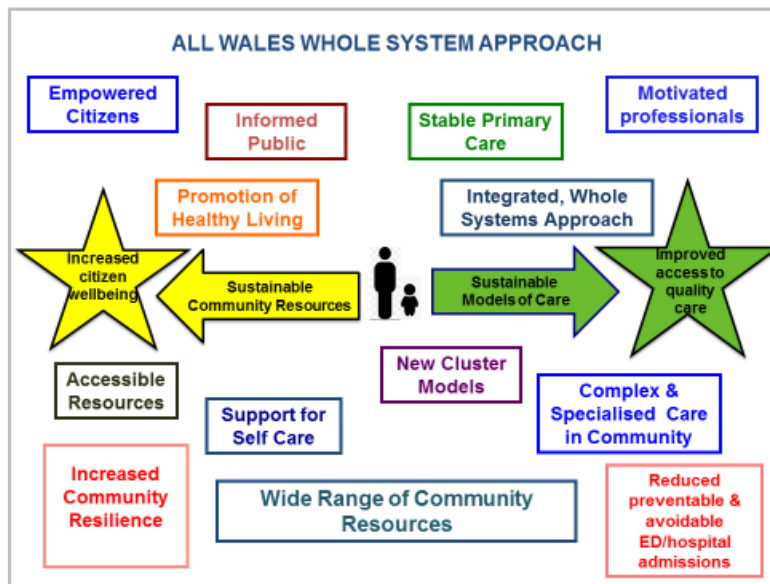 ALL WALES WHOLE SYSTEM APPROACH
Empowered
Citizens
Informed
Public
Stable Primary
Care
Motivated
professionals
Promotion of
Healthy Living
Integrated, Whole
Systems Approach
Increased
citizen
wellbeing
Sustainable
Community Resources
Sustainable
Models of Care
Improved
access to
quality
care
Accessible
Resources
New Cluster
Models
Support for
Self Care
Complex &
Specialised Care
in Community
Increased
Community
Resilience
Wide Range of Community
Resources
Reduced
preventable &
avoidable
ED/hospital
admissions